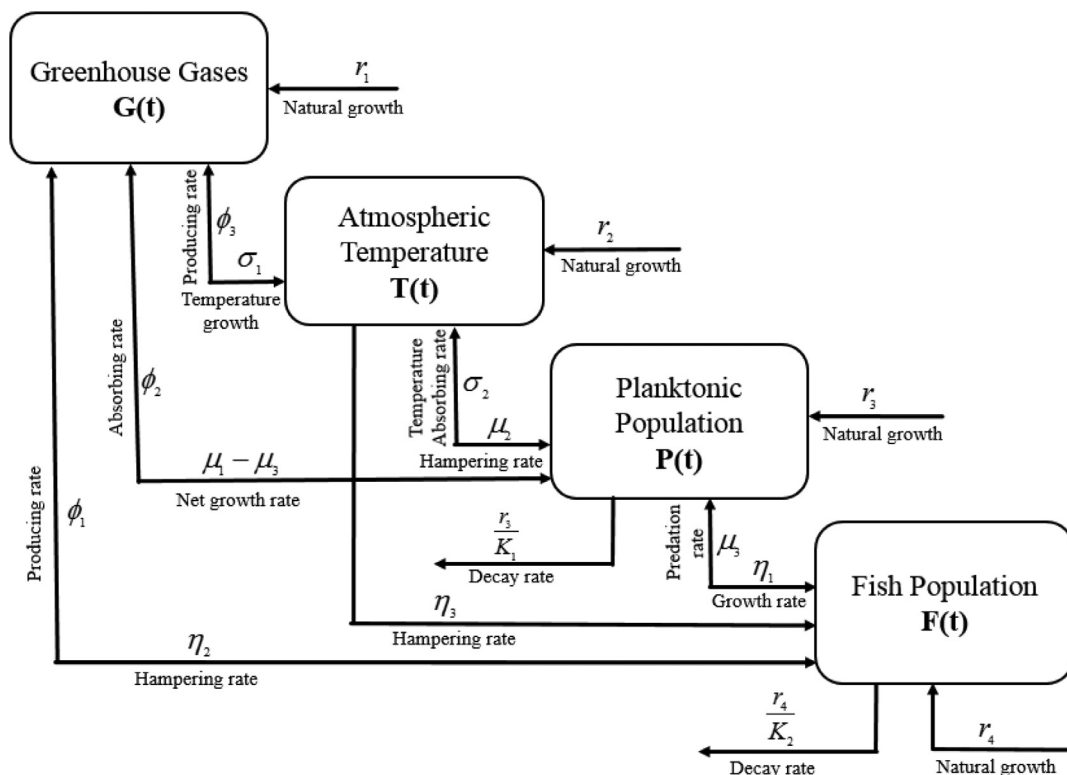 Greenhouse Gases
G(t)
r₁
Natural growth
Producing rate
ϕ₃
σ₁
Temperature
growth
Atmospheric
Temperature
T(t)
r₂
Natural growth
Absorbing rate
ϕ₂
Temperature
Absorbing rate
σ₂
μ₂
Hampering rate
Planktonic
Population
P(t)
r₃
Natural growth
μ₁ − μ₃
Net growth rate
Producing rate
ϕ₁
r₃/K₁
Decay rate
Predation
rate
μ₃
η₁
Growth rate
Fish Population
F(t)
η₃
Hampering rate
η₂
Hampering rate
r₄/K₂
Decay rate
r₄
Natural growth